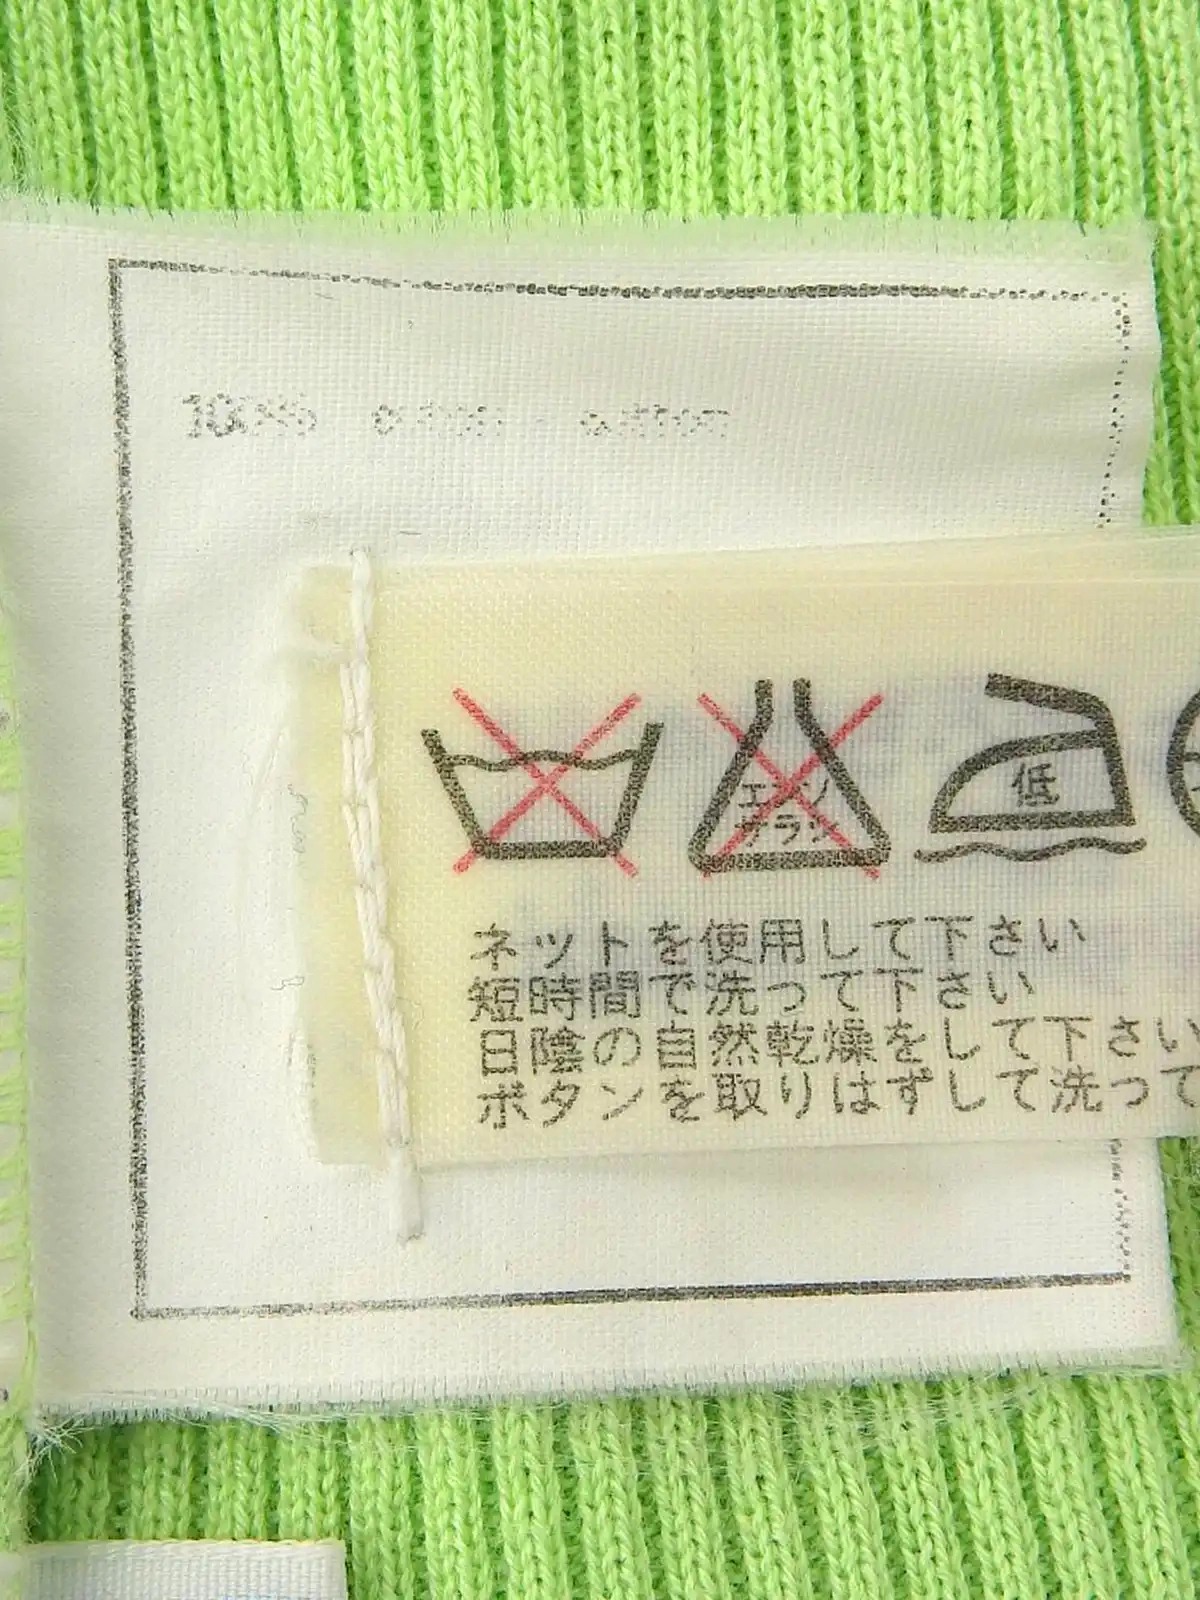 100% coton - cotton
エンソ
サラシ
低
ネットを使用して下さい
短時間で洗って下さい
日陰の自然乾燥をして下さい
ボタンを取りはずして洗って